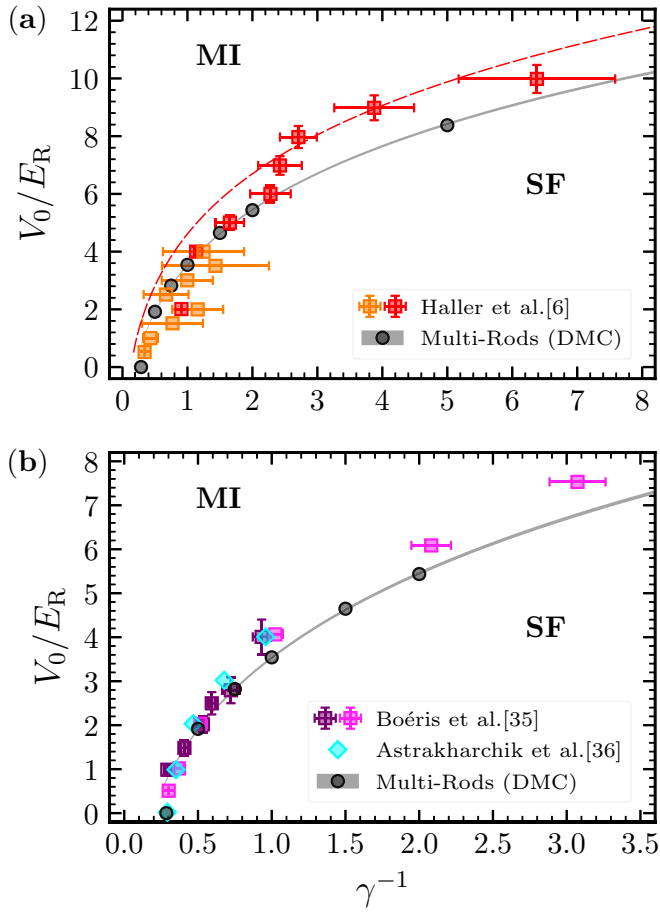 (a)
MI
SF
V₀/E_R
12
10
8
6
4
2
0
Haller et al.[6]
Multi-Rods (DMC)
0 1 2 3 4 5 6 7 8
(b)
MI
SF
V₀/E_R
8
7
6
5
4
3
2
1
0
Boéris et al.[35]
Astrakharchik et al.[36]
Multi-Rods (DMC)
0.0 0.5 1.0 1.5 2.0 2.5 3.0 3.5
γ⁻¹